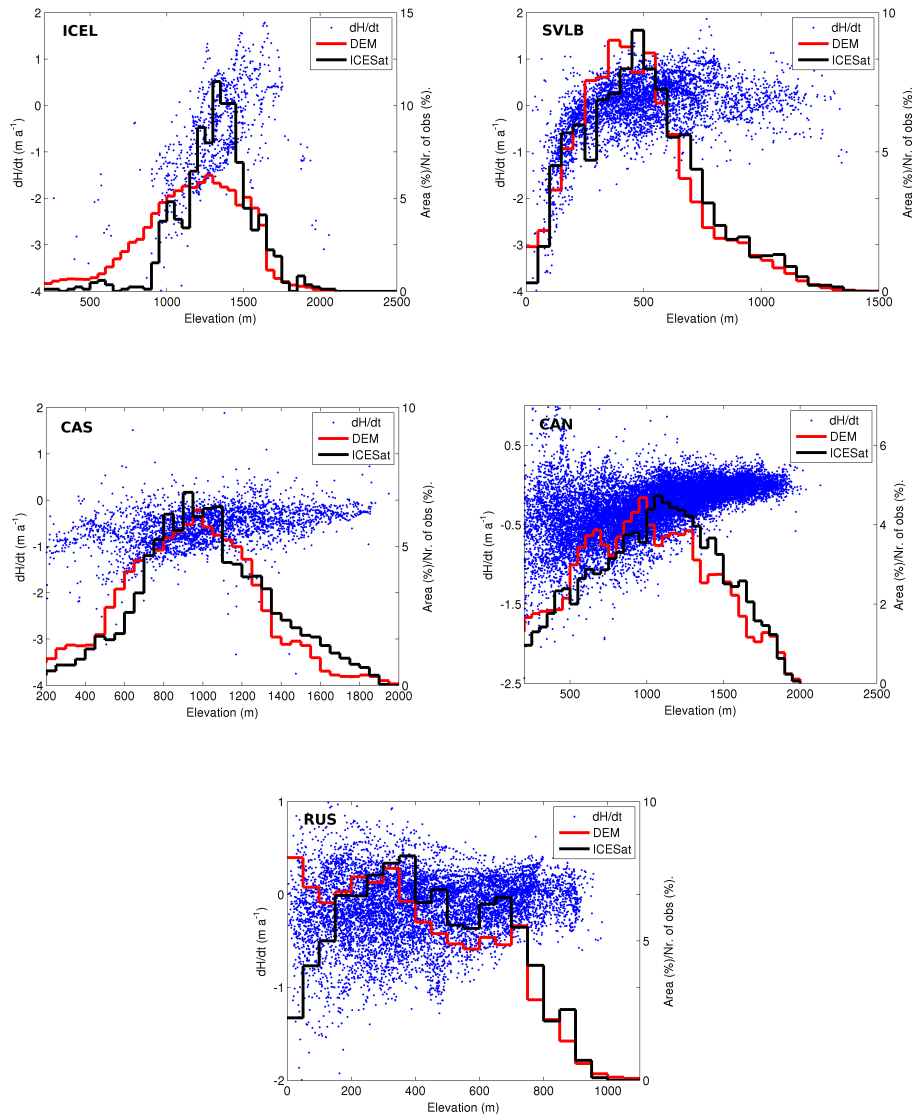 ICEL
dH/dt
DEM
ICESat
2
1
0
-1
-2
-3
-4
15
10
5
0
500
1000
1500
2000
2500
dH/dt (m a⁻¹)
Area (%)/Nr. of obs (%).
Elevation (m)
SVLB
dH/dt
DEM
ICESat
2
1
0
-1
-2
-3
-4
10
5
0
0
500
1000
1500
dH/dt (m a⁻¹)
Area (%)/Nr. of obs (%).
Elevation (m)
CAS
dH/dt
DEM
ICESat
2
1
0
-1
-2
-3
-4
10
5
0
200
400
600
800
1000
1200
1400
1600
1800
2000
dH/dt (m a⁻¹)
Area (%)/Nr. of obs (%).
Elevation (m)
CAN
dH/dt
DEM
ICESat
0.5
-0.5
-1.5
-2.5
6
4
2
0
500
1000
1500
2000
2500
dH/dt (m a⁻¹)
Area (%)/Nr. of obs (%).
Elevation (m)
RUS
dH/dt
DEM
ICESat
1
0
-1
-2
10
5
0
0
200
400
600
800
1000
dH/dt (m a⁻¹)
Area (%)/Nr. of obs (%).
Elevation (m)